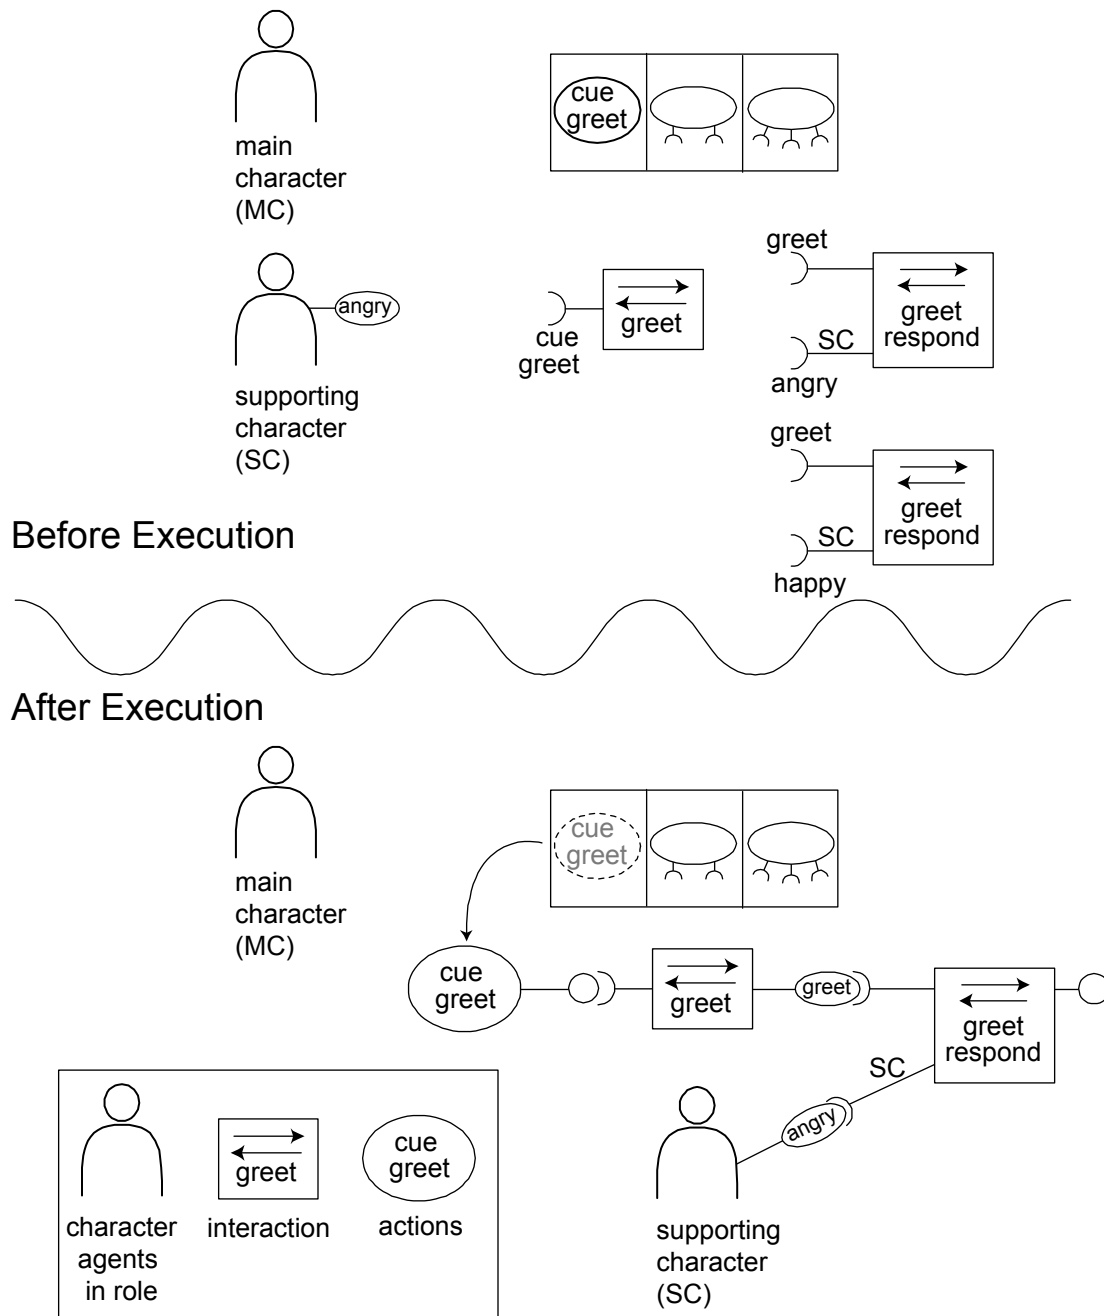 cue
greet
main
character
(MC)
greet
angry
greet
cue
greet
greet
respond
SC
angry
supporting
character
(SC)
greet
greet
respond
SC
happy
Before Execution
After Execution
cue
greet
main
character
(MC)
cue
greet
greet
greet
greet
respond
SC
angry
supporting
character
(SC)
greet
cue
greet
character
agents
in role
interaction
actions